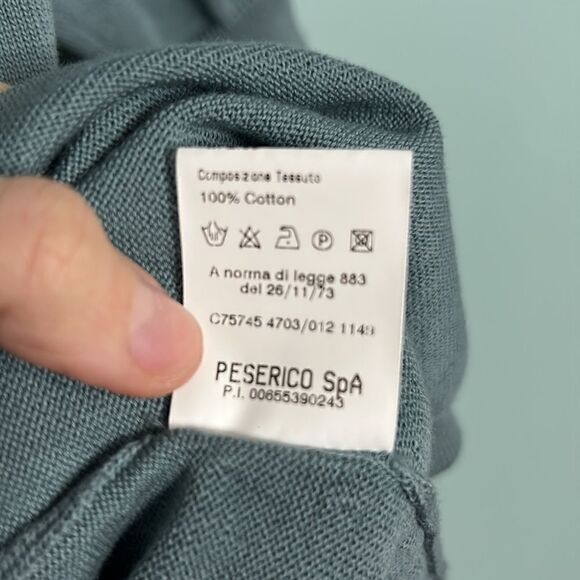 Composizione Tessuto
100% Cotton
P
A norma di legge 883
del 26/11/73
C75745 4703/012 1149
PESERICO SpA
P.I. 00655390243